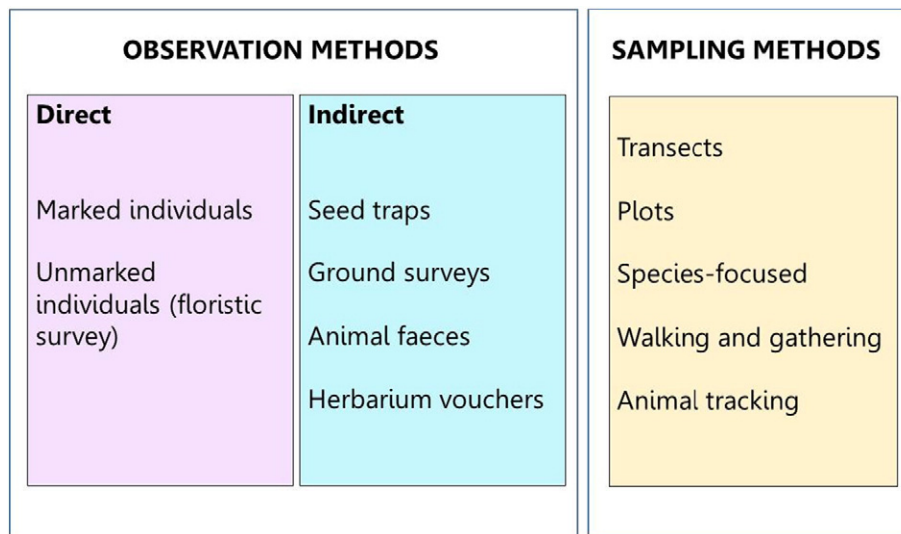 OBSERVATION METHODS
Direct
Marked individuals
Unmarked
individuals (floristic
survey)
Indirect
Seed traps
Ground surveys
Animal faeces
Herbarium vouchers
SAMPLING METHODS
Transects
Plots
Species-focused
Walking and gathering
Animal tracking